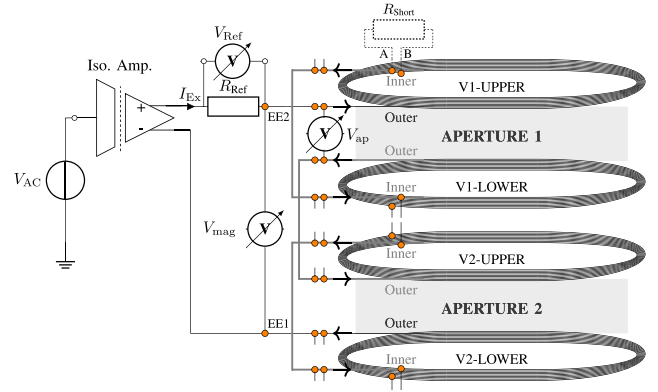 R_Short
V_Ref
A B
Iso. Amp.
V
Inner
V1-UPPER
I_Ex
R_Ref
+
EE2
Outer
-
V
V_ap
APERTURE 1
Outer
V_AC
Inner
V1-LOWER
V_mag
V
Inner
V2-UPPER
Outer
APERTURE 2
EE1
Outer
Inner
V2-LOWER